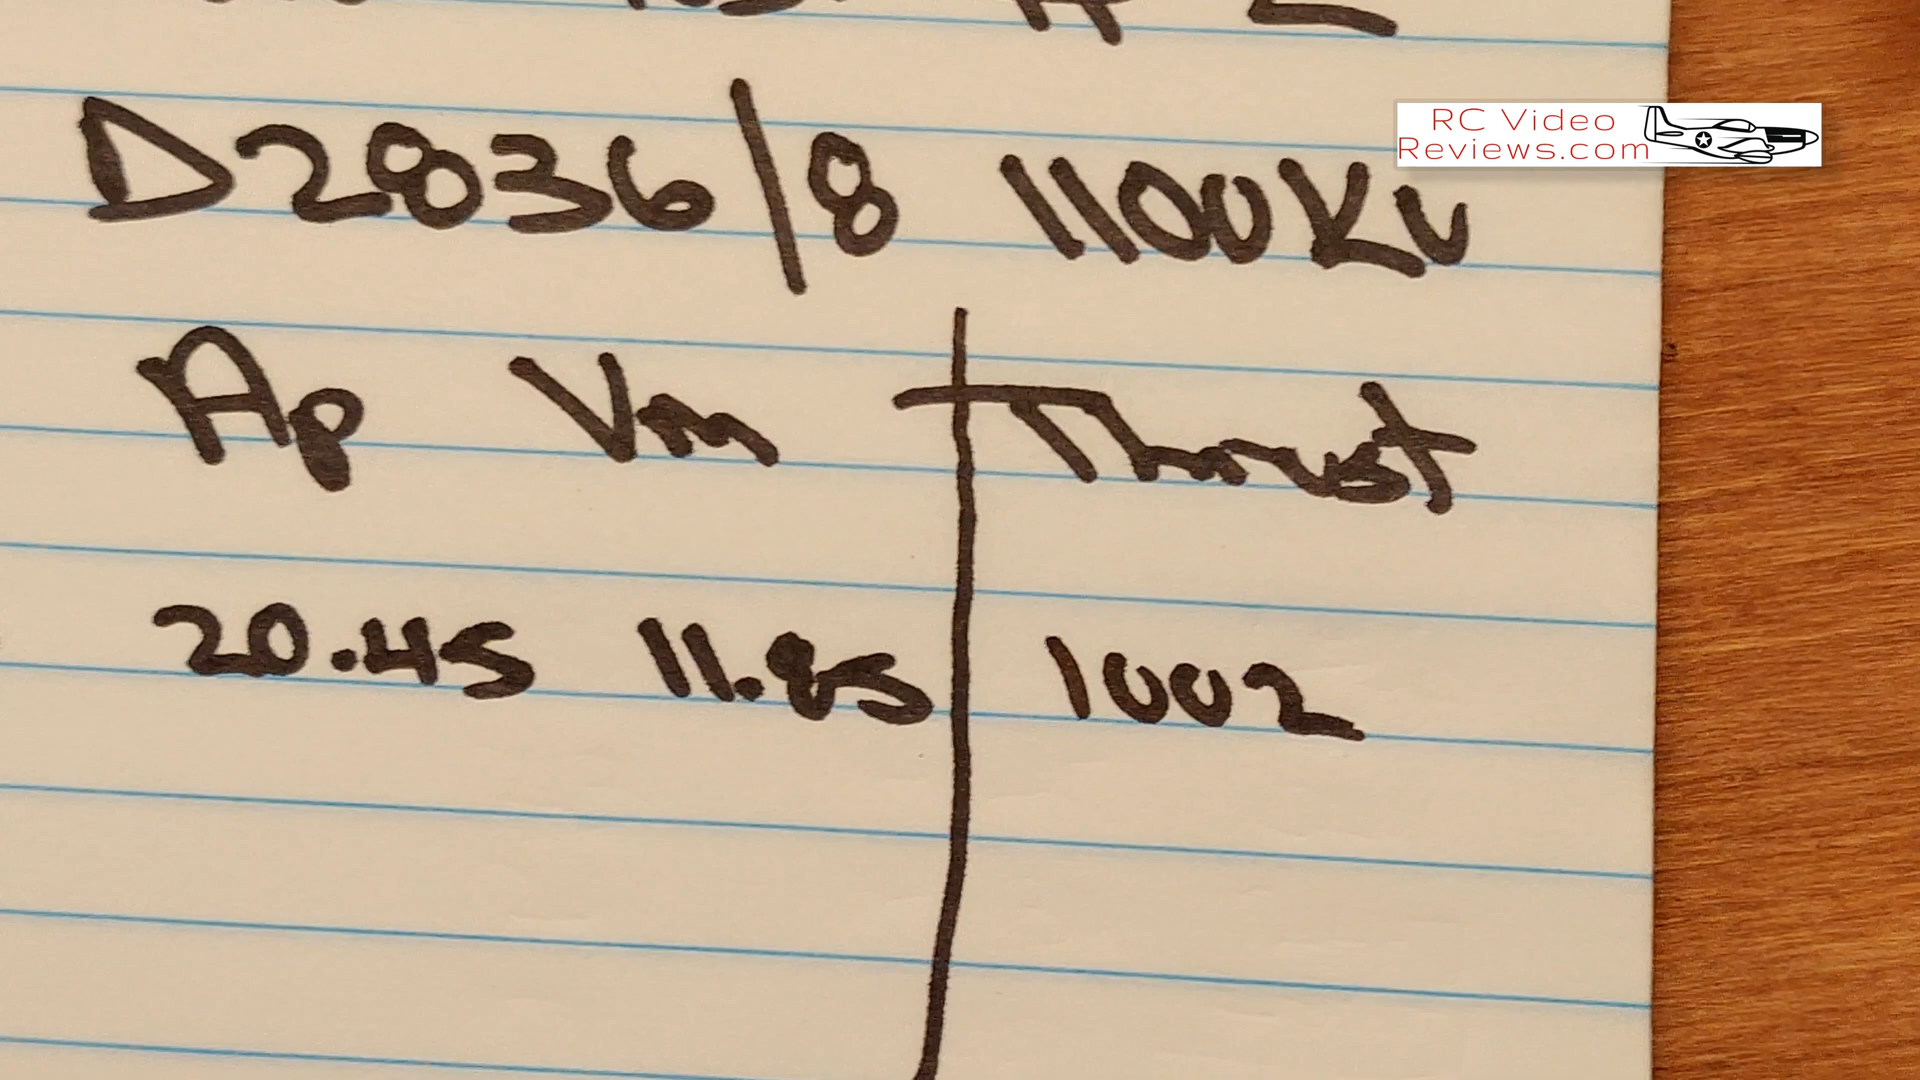 D2836/8 1100KV
RC Video
Reviews.com
Ap Vm Thrust
20.45 11.85 1002